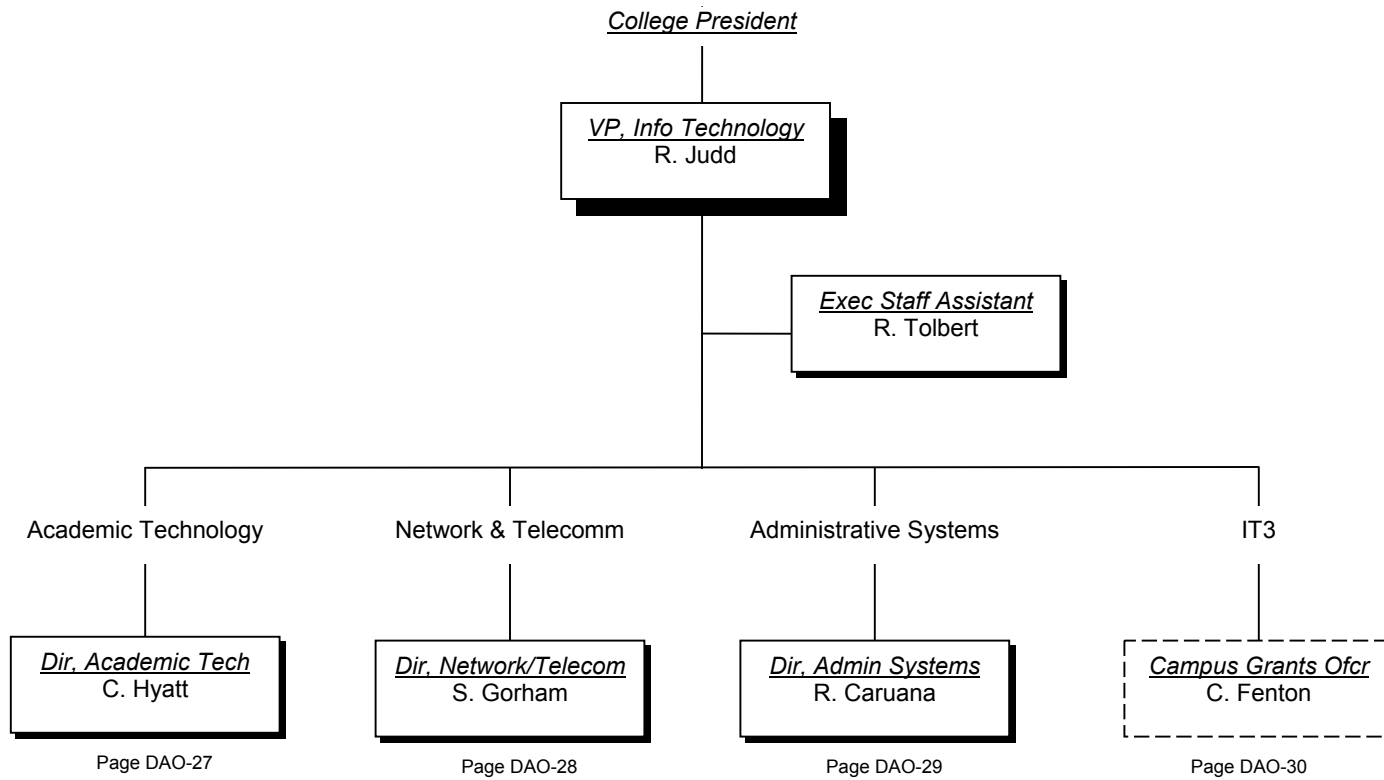 College President
VP, Info Technology
R. Judd
Exec Staff Assistant
R. Tolbert
Academic Technology
Network & Telecomm
Administrative Systems
IT3
Dir, Academic Tech
C. Hyatt
Dir, Network/Telecom
S. Gorham
Dir, Admin Systems
R. Caruana
Campus Grants Ofcr
C. Fenton
Page DAO-27
Page DAO-28
Page DAO-29
Page DAO-30